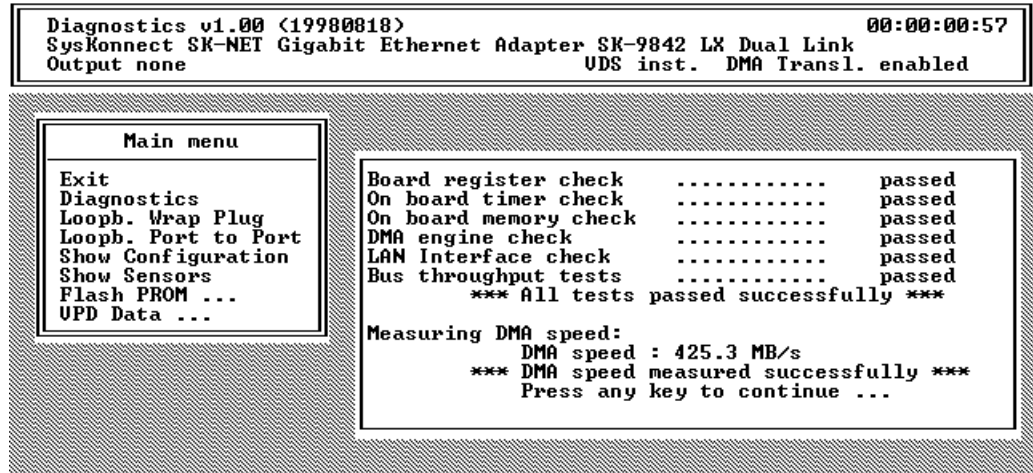 Diagnostics v1.00 (19980818) 00:00:00:57
SysKonnect SK-NET Gigabit Ethernet Adapter SK-9842 LX Dual Link
Output none VDS inst. DMA Transl. enabled
Main menu
Exit
Diagnostics
Loopb. Wrap Plug
Loopb. Port to Port
Show Configuration
Show Sensors
Flash PROM ...
VPD Data ...
Board register check ............ passed
On board timer check ............ passed
On board memory check ............ passed
DMA engine check ............ passed
LAN Interface check ............ passed
Bus throughput tests ............ passed
*** All tests passed successfully ***
Measuring DMA speed:
DMA speed : 425.3 MB/s
*** DMA speed measured successfully ***
Press any key to continue ...